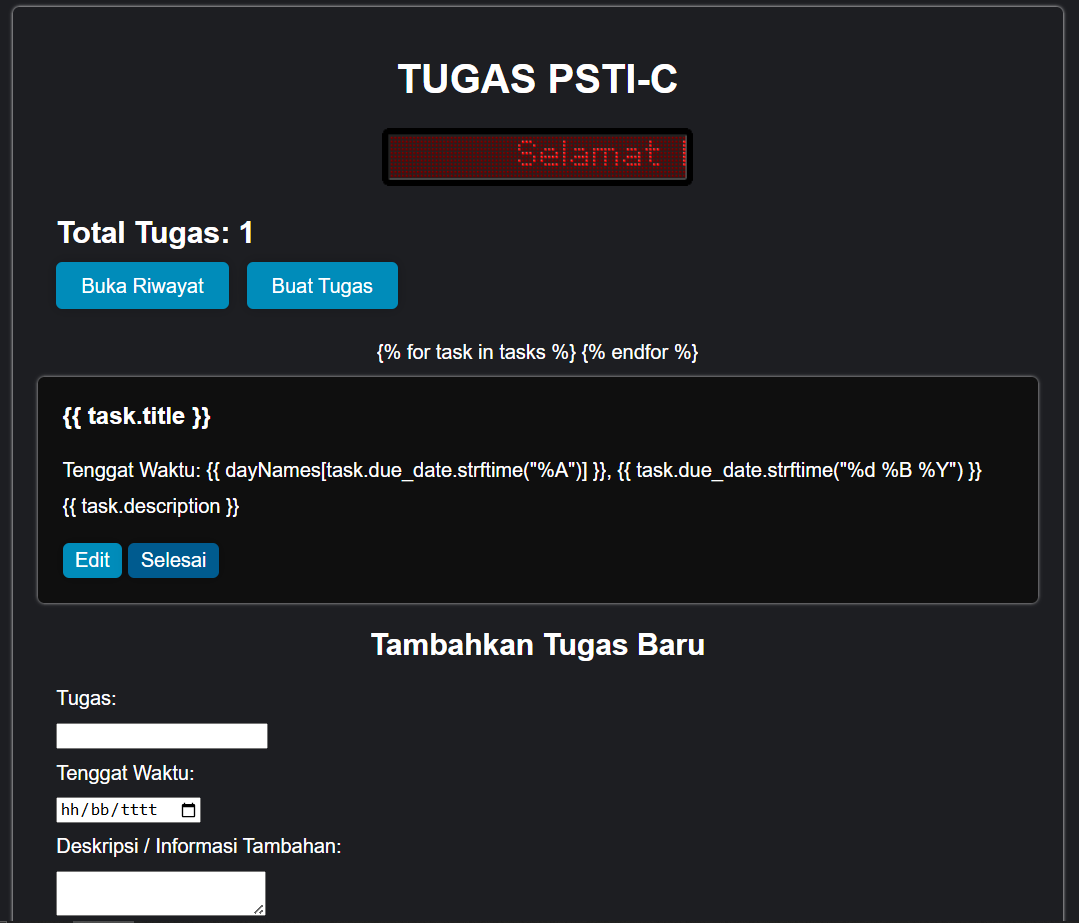 TUGAS PSTI-C
Selamat
Total Tugas: 1
Buka Riwayat
Buat Tugas
{% for task in tasks %} {% endfor %}
{{ task.title }}
Tenggat Waktu: {{ dayNames[task.due_date.strftime("%A")] }}, {{ task.due_date.strftime("%d %B %Y") }}
{{ task.description }}
Edit Selesai
Tambahkan Tugas Baru
Tugas:
Tenggat Waktu:
hh/bb/tttt
Deskripsi / Informasi Tambahan: